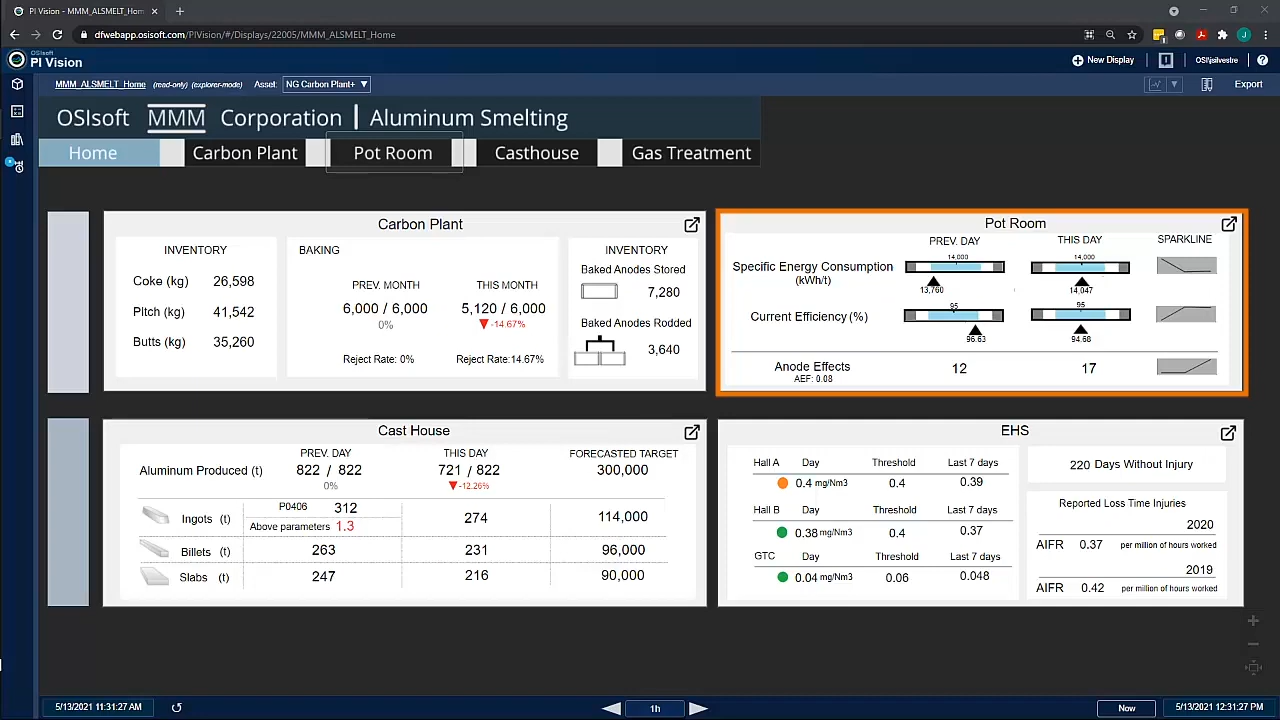 PI Vision - MMM_ALSMELT_Hom
dfwebapp.osisoft.com/PIVision/#/Displays/22005/MMM_ALSMELT_Home
OSIsoft
PI Vision
New Display
OSI\jsilvestre
MMM_ALSMELT_Home (read-only) (explorer-mode) Asset: NG Carbon Plant+
Export
OSIsoft MMM Corporation | Aluminum Smelting
Home Carbon Plant Pot Room Casthouse Gas Treatment
Carbon Plant
INVENTORY
Coke (kg) 26,598
Pitch (kg) 41,542
Butts (kg) 35,260
BAKING
PREV. MONTH THIS MONTH
6,000 / 6,000 5,120 / 6,000
0% -14.67%
Reject Rate: 0% Reject Rate:14.67%
INVENTORY
Baked Anodes Stored
7,280
Baked Anodes Rodded
3,640
Pot Room
PREV. DAY THIS DAY SPARKLINE
Specific Energy Consumption
(kWh/t)
14,000 14,000
13,760 14,047
Current Efficiency (%)
95 95
96.63 94.68
Anode Effects 12 17
AEF: 0.08
Cast House
PREV. DAY THIS DAY FORECASTED TARGET
Aluminum Produced (t) 822 / 822 721 / 822 300,000
0% -12.26%
P0406 312
Ingots (t) 274 114,000
Above parameters 1.3
Billets (t) 263 231 96,000
Slabs (t) 247 216 90,000
EHS
Hall A Day Threshold Last 7 days
0.4 mg/Nm3 0.4 0.39
Hall B Day Threshold Last 7 days
0.38 mg/Nm3 0.4 0.37
GTC Day Threshold Last 7 days
0.04 mg/Nm3 0.06 0.048
220 Days Without Injury
Reported Loss Time Injuries
2020
AIFR 0.37 per million of hours worked
2019
AIFR 0.42 per million of hours worked
5/13/2021 11:31:27 AM
1h
Now
5/13/2021 12:31:27 PM